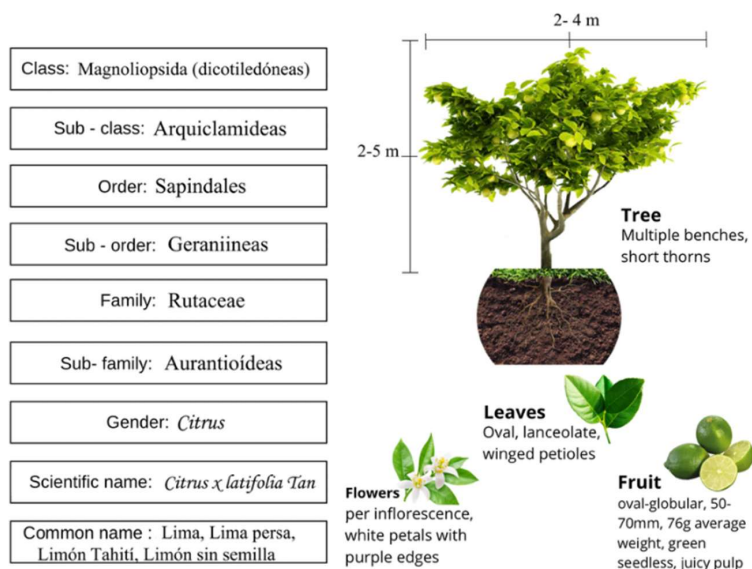 Class: Magnoliopsida (dicotiledóneas)
Sub - class: Arquiclamideas
Order: Sapindales
Sub - order: Geraniineas
Family: Rutaceae
Sub- family: Aurantioídeas
Gender: Citrus
Scientific name: Citrus x latifolia Tan
Common name : Lima, Lima persa,
Limón Tahití, Limón sin semilla
2- 4 m
2-5 m
Tree
Multiple benches,
short thorns
Leaves
Oval, lanceolate,
winged petioles
Flowers
per inflorescence,
white petals with
purple edges
Fruit
oval-globular, 50-
70mm, 76g average
weight, green
seedless, juicy pulp